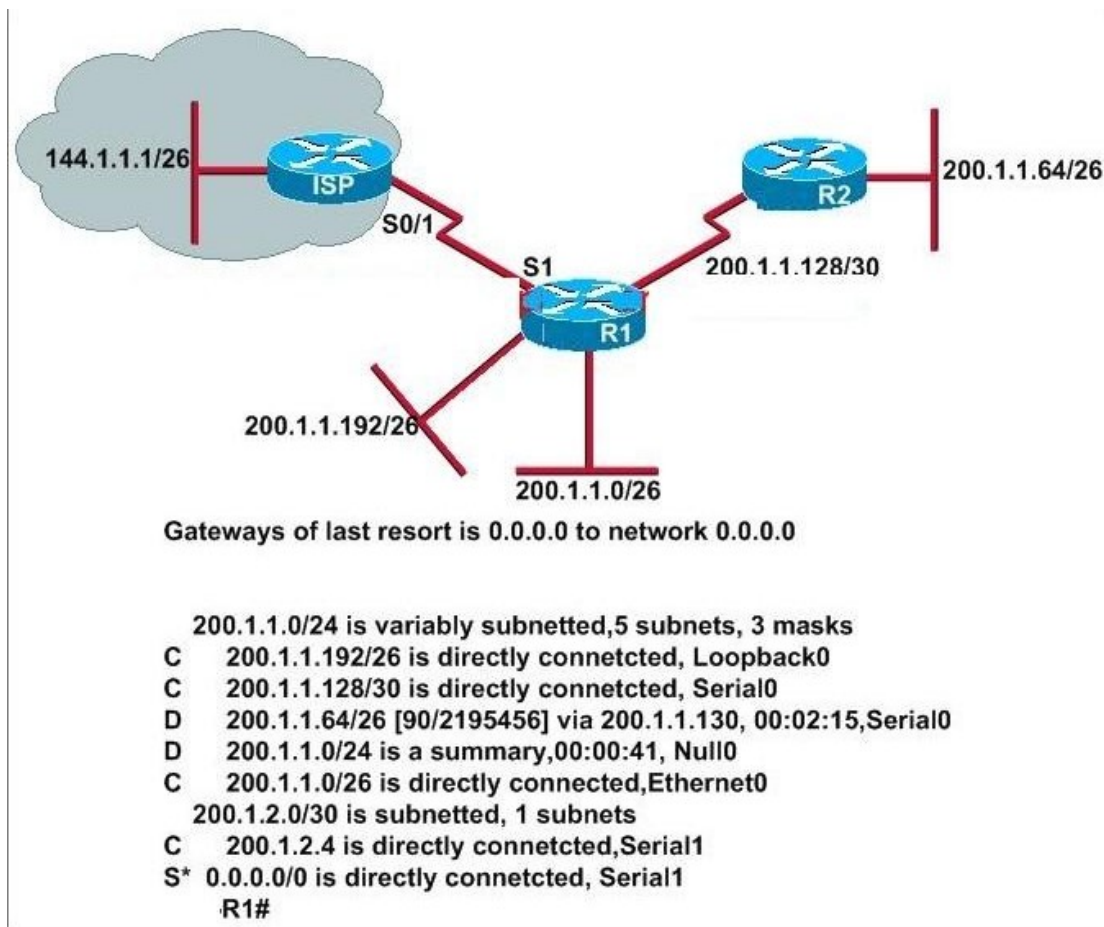 144.1.1.1/26
ISP
S0/1
R2
200.1.1.64/26
S1
200.1.1.128/30
R1
200.1.1.192/26
200.1.1.0/26
Gateways of last resort is 0.0.0.0 to network 0.0.0.0
200.1.1.0/24 is variably subnetted,5 subnets, 3 masks
C 200.1.1.192/26 is directly connetcted, Loopback0
C 200.1.1.128/30 is directly connetcted, Serial0
D 200.1.1.64/26 [90/2195456] via 200.1.1.130, 00:02:15,Serial0
D 200.1.1.0/24 is a summary,00:00:41, Null0
C 200.1.1.0/26 is directly connected,Ethernet0
200.1.2.0/30 is subnetted, 1 subnets
C 200.1.2.4 is directly connetcted,Serial1
S* 0.0.0.0/0 is directly connetcted, Serial1
R1#